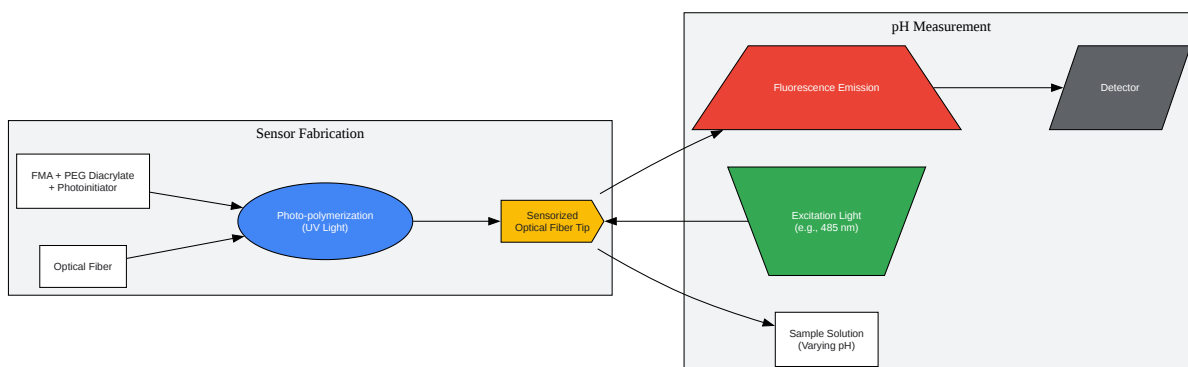 Sensor Fabrication
FMA + PEG Diacrylate
+ Photoinitiator
Optical Fiber
Photo-polymerization
(UV Light)
Sensorized
Optical Fiber Tip
pH Measurement
Fluorescence Emission
Detector
Excitation Light
(e.g., 485 nm)
Sample Solution
(Varying pH)